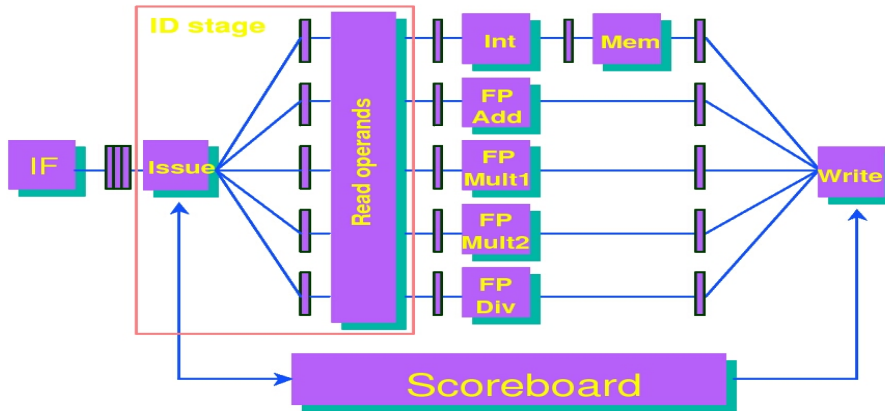 ID stage
IF
Issue
Read operands
Int
Mem
FP
Add
FP
Mult1
FP
Mult2
FP
Div
Write
Scoreboard